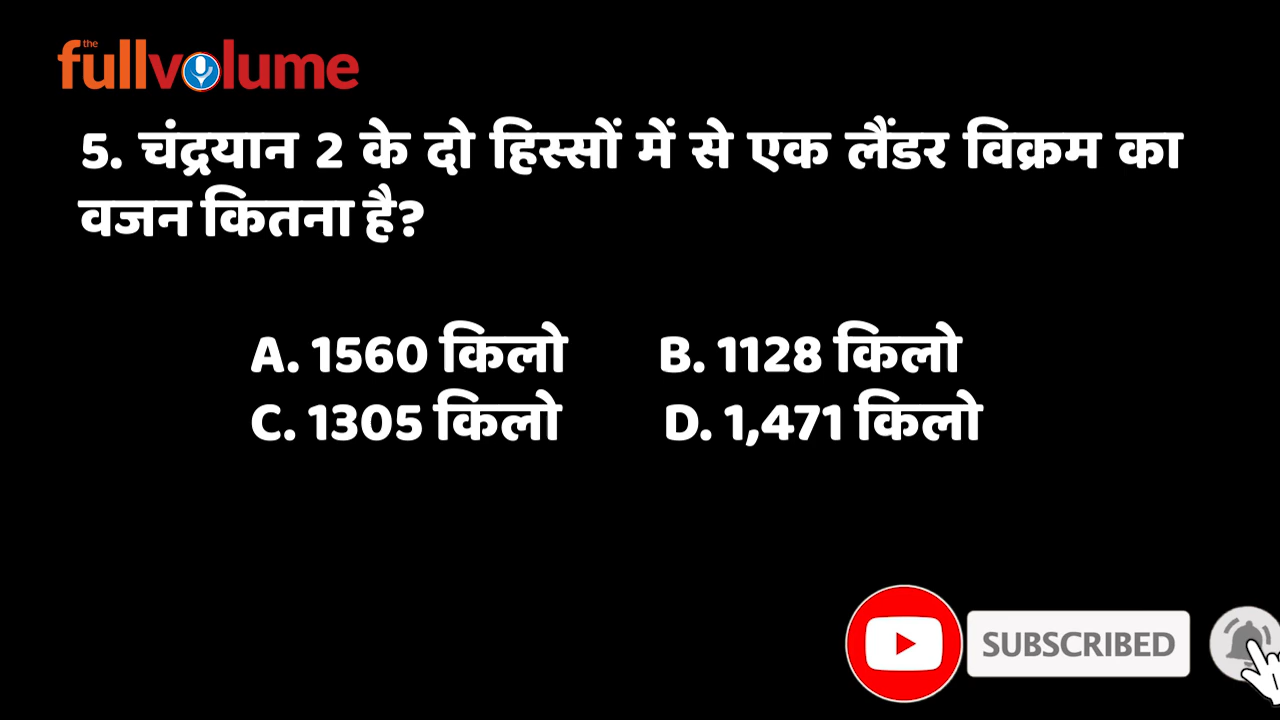 the
fullvolume
5. चंद्रयान 2 के दो हिस्सों में से एक लैंडर विक्रम का
वजन कितना है?
A. 1560 किलो B. 1128 किलो
C. 1305 किलो D. 1,471 किलो
SUBSCRIBED